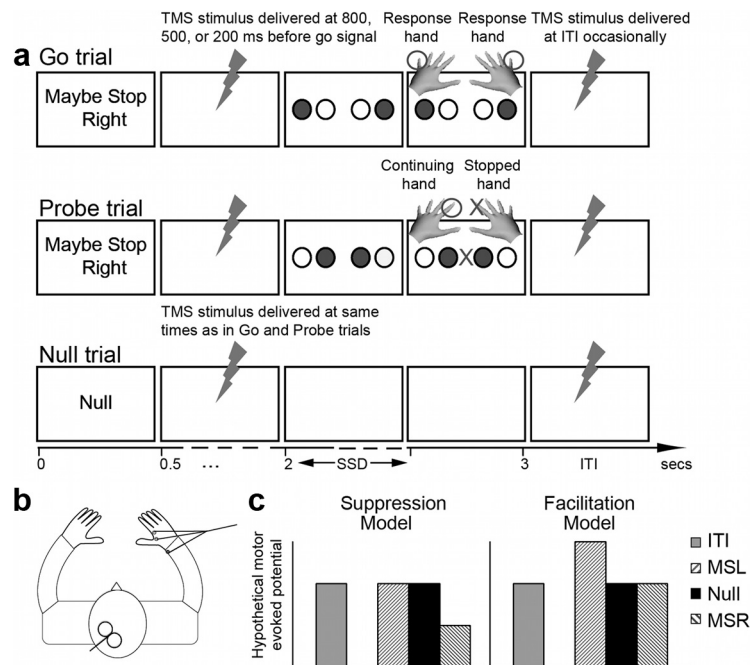 TMS stimulus delivered at 800,
500, or 200 ms before go signal
Response
hand
Response
hand
TMS stimulus delivered
at ITI occasionally
a
Go trial
Maybe Stop
Right
Continuing
hand
Stopped
hand
Probe trial
Maybe Stop
Right
X
X
TMS stimulus delivered at same
times as in Go and Probe trials
Null trial
Null
0
0.5
...
2
SSD
3
ITI
secs
b
c
Suppression
Model
Facilitation
Model
Hypothetical motor
evoked potential
ITI
MSL
Null
MSR